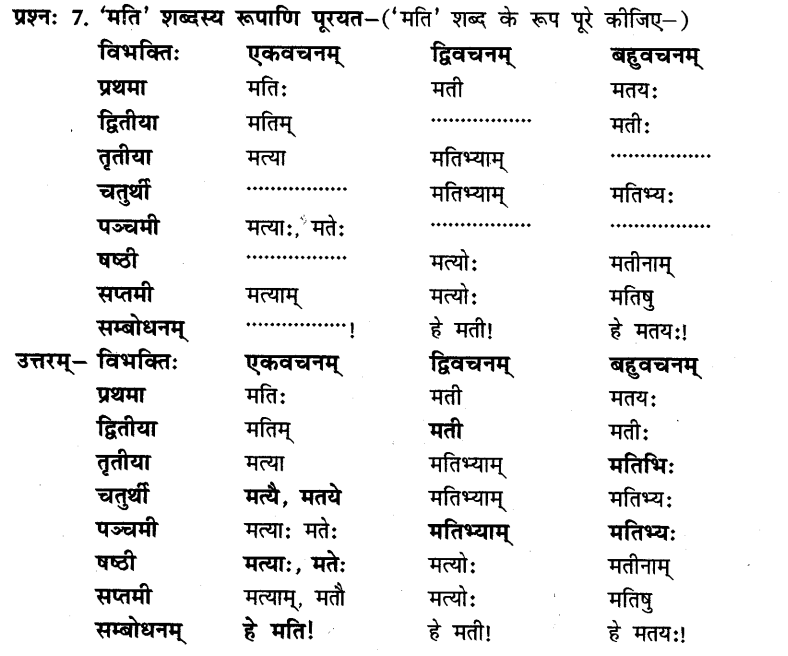 प्रश्नः 7. ‘मति’ शब्दस्य रूपाणि पूरयत–(‘मति’ शब्द के रूप पूरे कीजिए–)
विभक्तिः एकवचनम् द्विवचनम् बहुवचनम्
प्रथमा मतिः मती मतयः
द्वितीया मतिम् ................. मतीः
तृतीया मत्या मतिभ्याम् .................
चतुर्थी ................. मतिभ्याम् मतिभ्यः
पञ्चमी मत्याः, मतेः ................. .................
षष्ठी ................. मत्योः मतीनाम्
सप्तमी मत्याम् मत्योः मतिषु
सम्बोधनम् .................! हे मती! हे मतयः!
उत्तरम्– विभक्तिः एकवचनम् द्विवचनम् बहुवचनम्
प्रथमा मतिः मती मतयः
द्वितीया मतिम् मती मतीः
तृतीया मत्या मतिभ्याम् मतिभिः
चतुर्थी मत्यै, मतये मतिभ्याम् मतिभ्यः
पञ्चमी मत्याः मतेः मतिभ्याम् मतिभ्यः
षष्ठी मत्याः, मतेः मत्योः मतीनाम्
सप्तमी मत्याम्, मतौ मत्योः मतिषु
सम्बोधनम् हे मति! हे मती! हे मतयः!